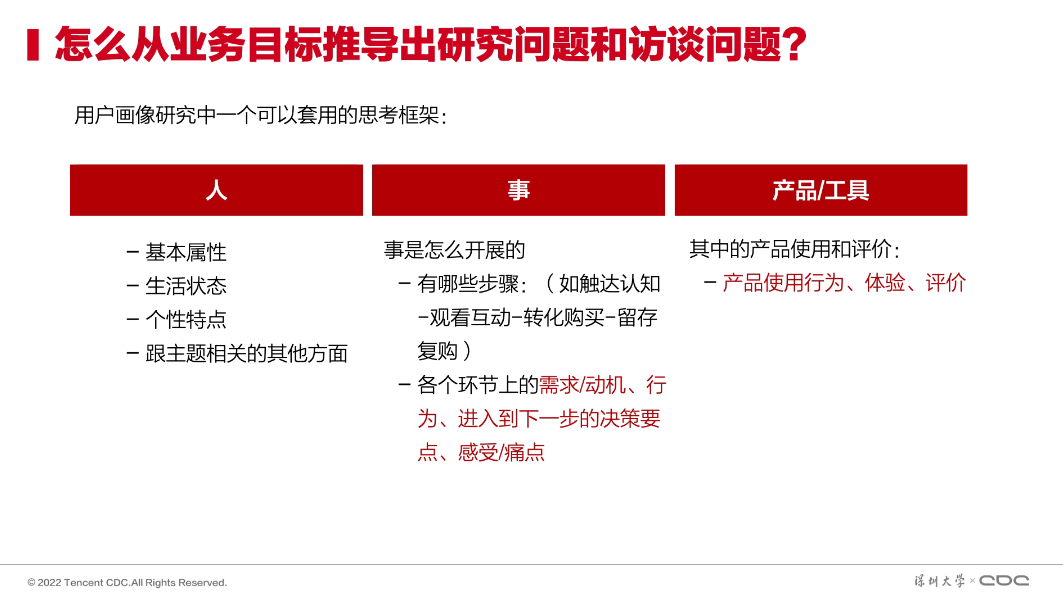 怎么从业务目标推导出研究问题和访谈问题?
用户画像研究中一个可以套用的思考框架:
人
– 基本属性
– 生活状态
– 个性特点
– 跟主题相关的其他方面
事
事是怎么开展的
– 有哪些步骤:(如触达认知
–观看互动–转化购买–留存
复购)
– 各个环节上的需求/动机、行
为、进入到下一步的决策要
点、感受/痛点
产品/工具
其中的产品使用和评价:
– 产品使用行为、体验、评价
© 2022 Tencent CDC.All Rights Reserved.
深圳大学 × CDC